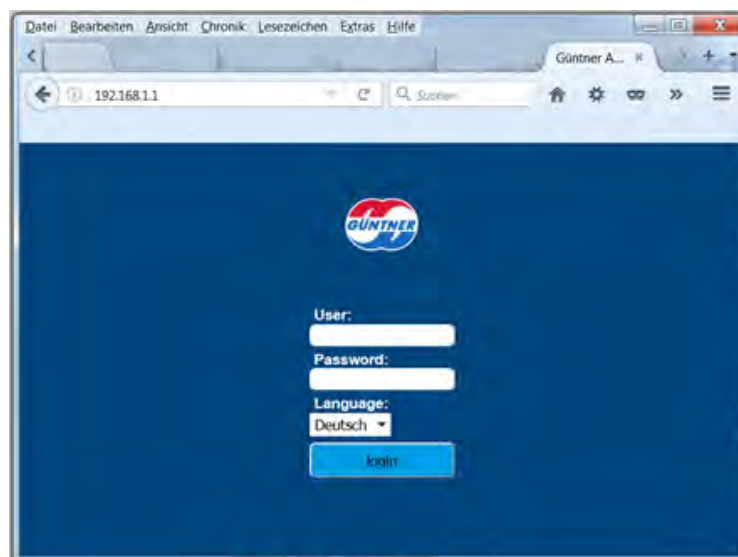 Datei Bearbeiten Ansicht Chronik Lesezeichen Extras Hilfe
Güntner A...
192.168.1.1
Suchen
GÜNTNER
User:
Password:
Language:
Deutsch
login